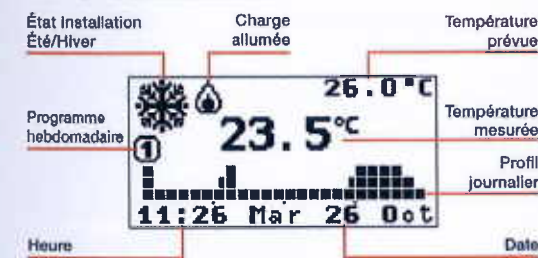 État Installation
Été/Hiver
Charge
allumée
Température
prévue
26.0°C
Programme
hebdomadaire
1
23.5°C
Température
mesurée
Profil
journalier
11:26 Mar 26 Oct
Heure
Date